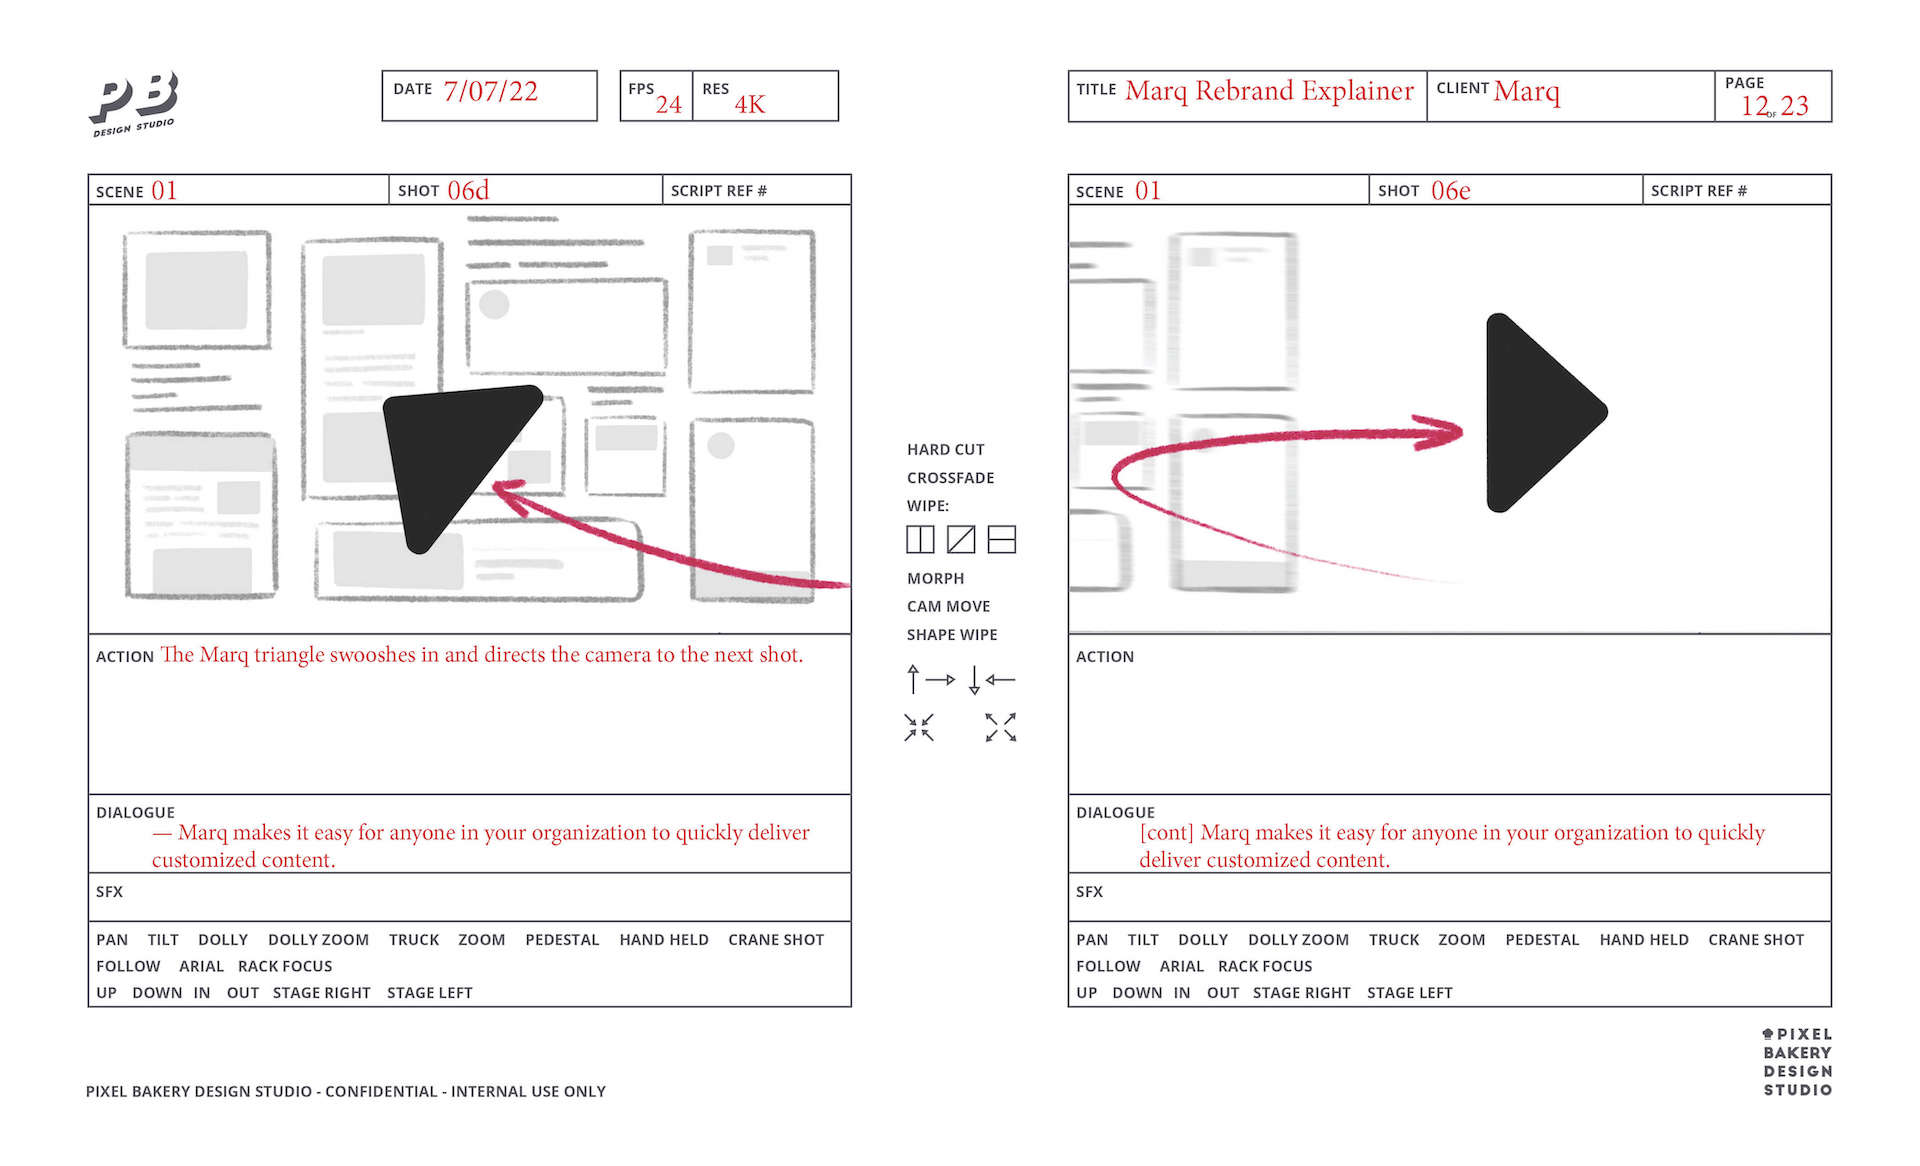 PB
DESIGN STUDIO
DATE 7/07/22
FPS 24
RES 4K
TITLE Marq Rebrand Explainer
CLIENT Marq
PAGE
12 OF 23
SCENE 01
SHOT 06d
SCRIPT REF #
ACTION The Marq triangle swooshes in and directs the camera to the next shot.
DIALOGUE
— Marq makes it easy for anyone in your organization to quickly deliver
customized content.
SFX
PAN TILT DOLLY DOLLY ZOOM TRUCK ZOOM PEDESTAL HAND HELD CRANE SHOT
FOLLOW ARIAL RACK FOCUS
UP DOWN IN OUT STAGE RIGHT STAGE LEFT
HARD CUT
CROSSFADE
WIPE:
MORPH
CAM MOVE
SHAPE WIPE
SCENE 01
SHOT 06e
SCRIPT REF #
ACTION
DIALOGUE
[cont] Marq makes it easy for anyone in your organization to quickly
deliver customized content.
SFX
PAN TILT DOLLY DOLLY ZOOM TRUCK ZOOM PEDESTAL HAND HELD CRANE SHOT
FOLLOW ARIAL RACK FOCUS
UP DOWN IN OUT STAGE RIGHT STAGE LEFT
PIXEL BAKERY DESIGN STUDIO - CONFIDENTIAL - INTERNAL USE ONLY
PIXEL
BAKERY
DESIGN
STUDIO